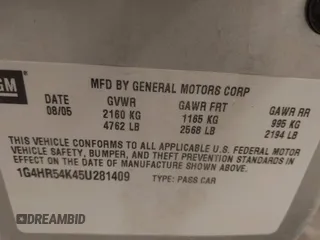 GM
MFD BY GENERAL MOTORS CORP
DATE GVWR GAWR FRT GAWR RR
08/05 2160 KG 1165 KG 995 KG
4762 LB 2568 LB 2194 LB
THIS VEHICLE CONFORMS TO ALL APPLICABLE U.S. FEDERAL MOTOR
VEHICLE SAFETY, BUMPER, AND THEFT PREVENTION STANDARDS IN
EFFECT ON THE DATE OF MANUFACTURE SHOWN ABOVE.
1G4HR54K45U281409 TYPE: PASS CAR
DREAMBID